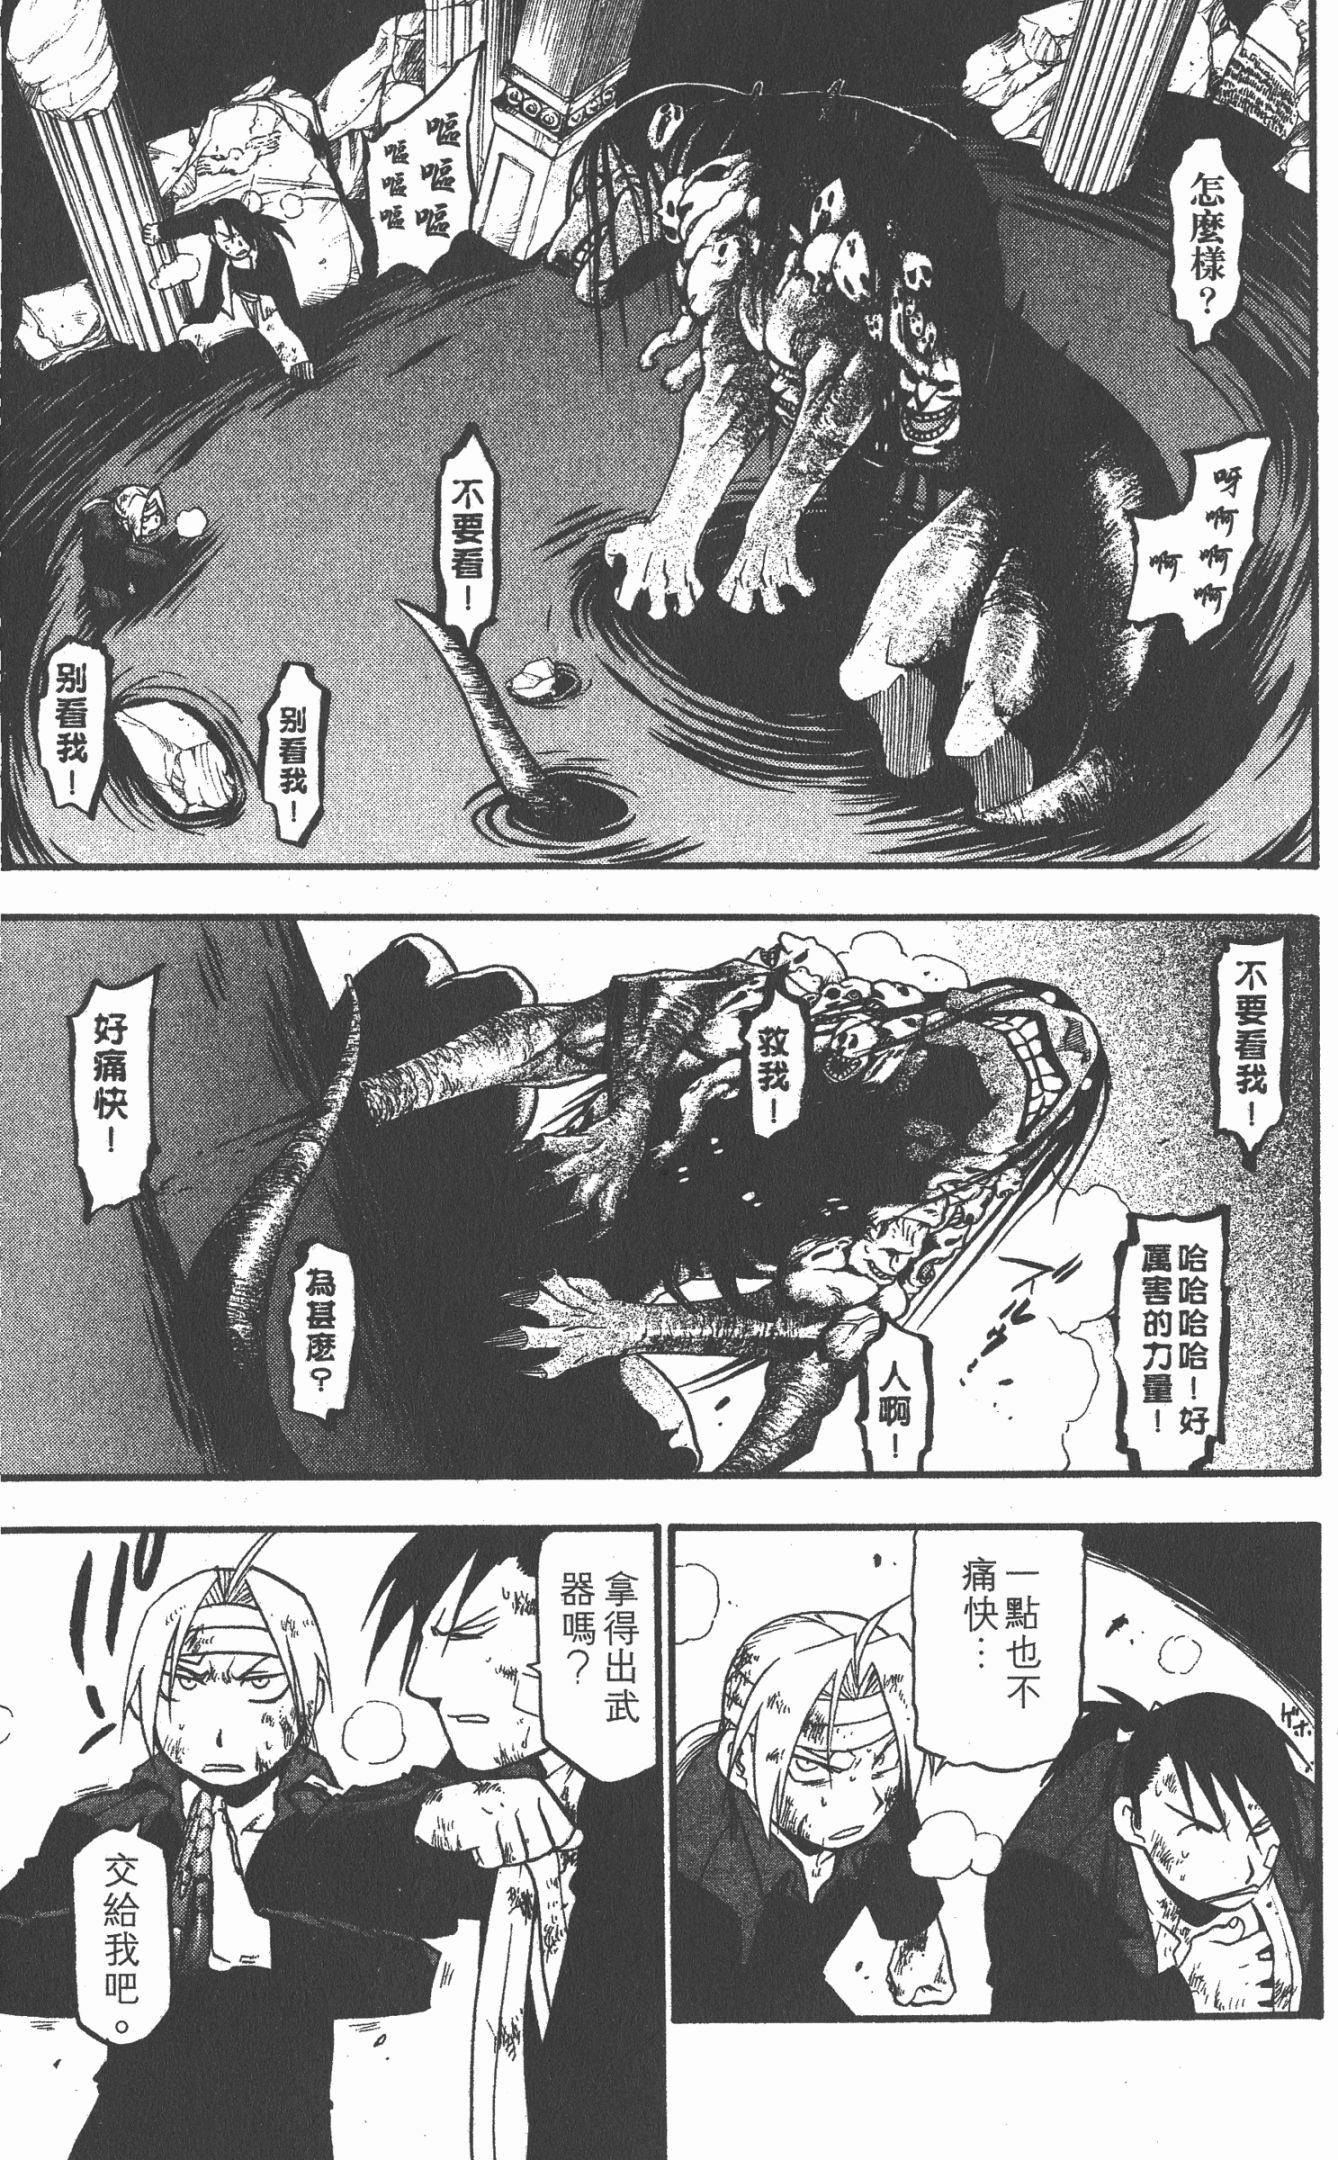 怎麼樣？
呀啊啊啊啊
嘔嘔嘔
嘔嘔嘔
不要看！
別看我！
別看我！
不要看我！
哈哈哈哈！好
厲害的力量！
救我！
人啊！
為甚麼？
好痛快！
一點也不
痛快…
ゲホ
拿得出武
器嗎？
交給我吧。